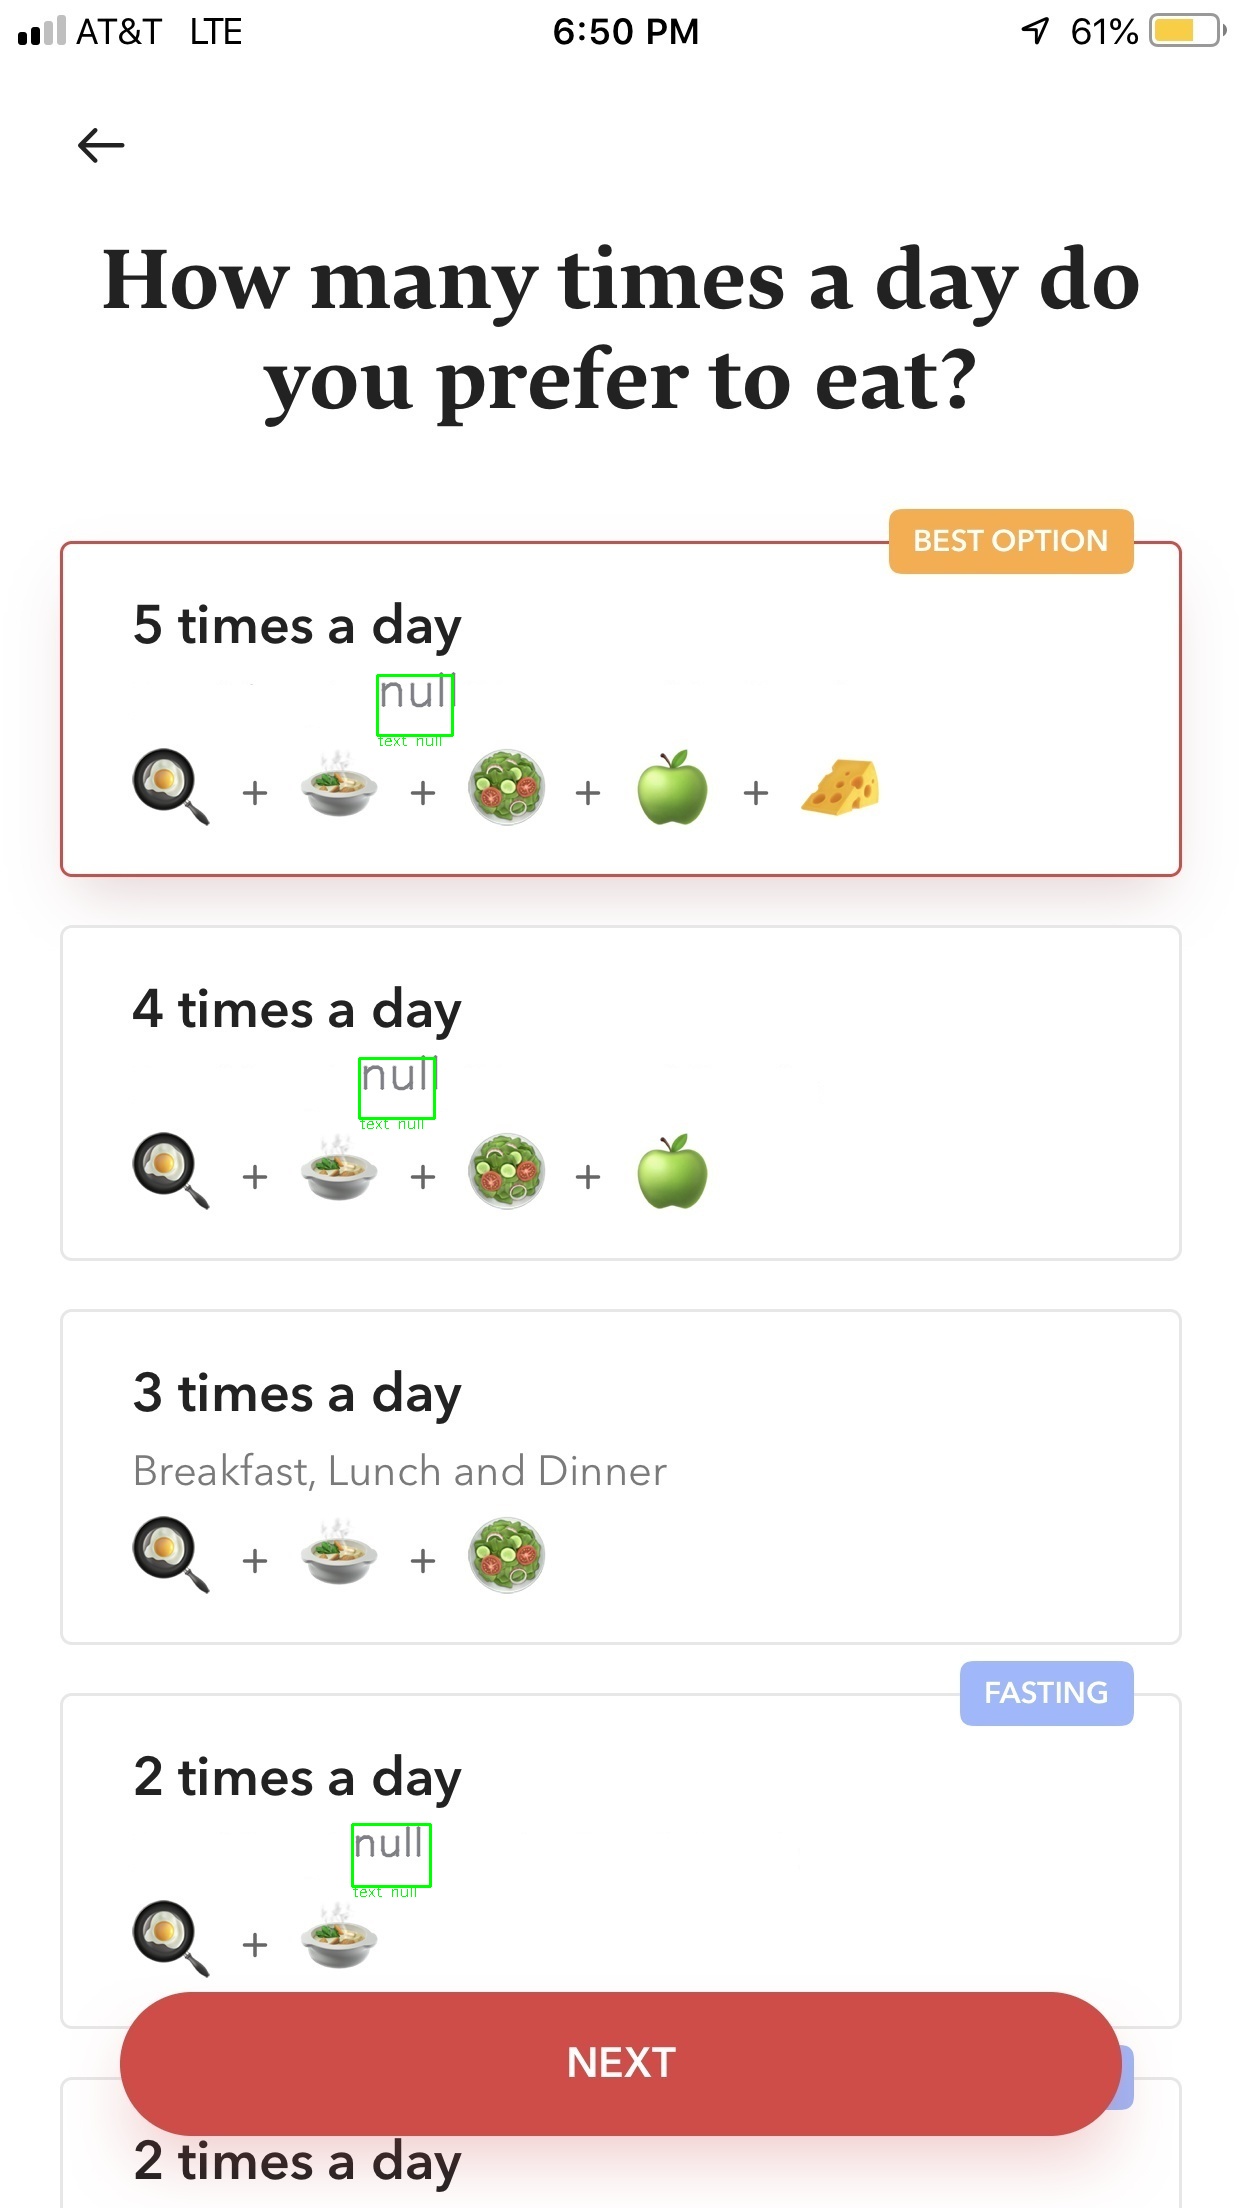 AT&T LTE 6:50 PM 61%
How many times a day do
you prefer to eat?
BEST OPTION
5 times a day
null
text null
+ + + +
4 times a day
null
text null
+ + +
3 times a day
Breakfast, Lunch and Dinner
+ +
FASTING
2 times a day
null
text null
+
NEXT
2 times a day